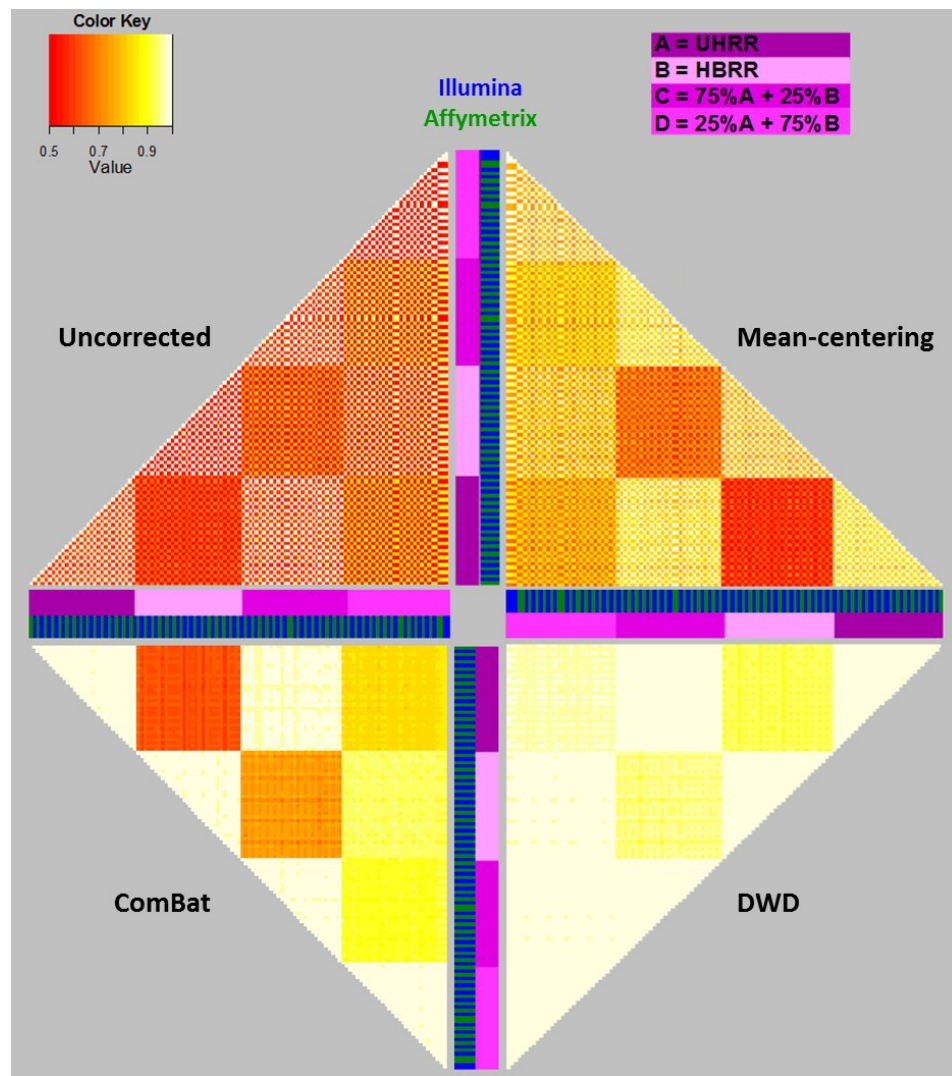 Color Key
0.5 0.7 0.9
Value
Illumina
Affymetrix
A = UHRR
B = HBRR
C = 75%A + 25%B
D = 25%A + 75%B
Uncorrected
Mean-centering
ComBat
DWD